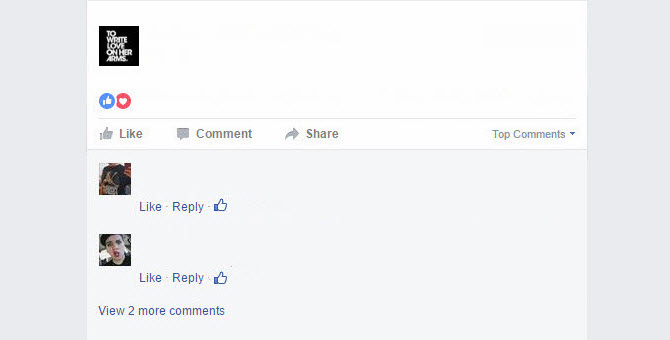 TO
WRITE
LOVE
ON HER
ARMS.
Like Comment Share Top Comments
Like · Reply ·
Like · Reply ·
View 2 more comments